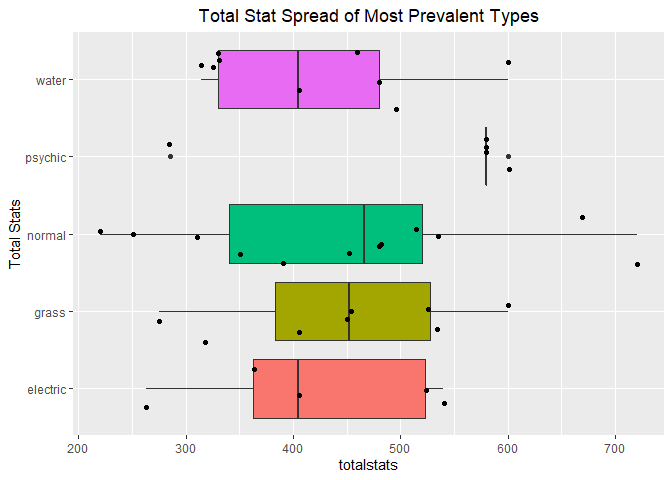 Total Stat Spread of Most Prevalent Types
Total Stats
water
psychic
normal
grass
electric
200 300 400 500 600 700
totalstats